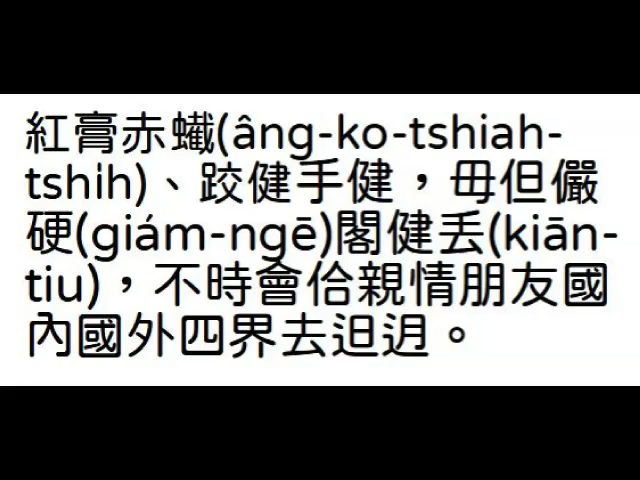 紅膏赤蠘(âng-ko-tshiah-
tshi̍h)、跤健手健，毋但儼
硬(giám-ngē)閣健丟(kiān-
tiu)，不時會佮親情朋友國
內國外四界去𨑨迌。